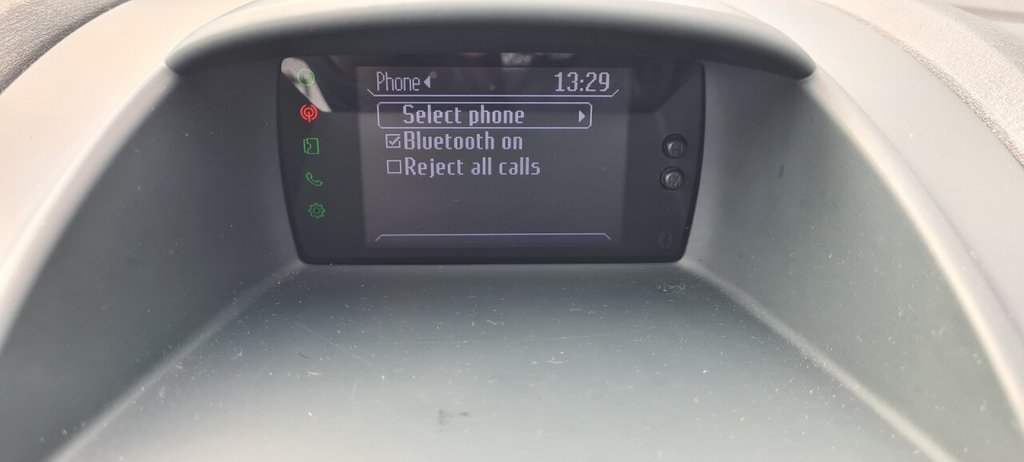 Phone 13:29
Select phone
Bluetooth on
Reject all calls